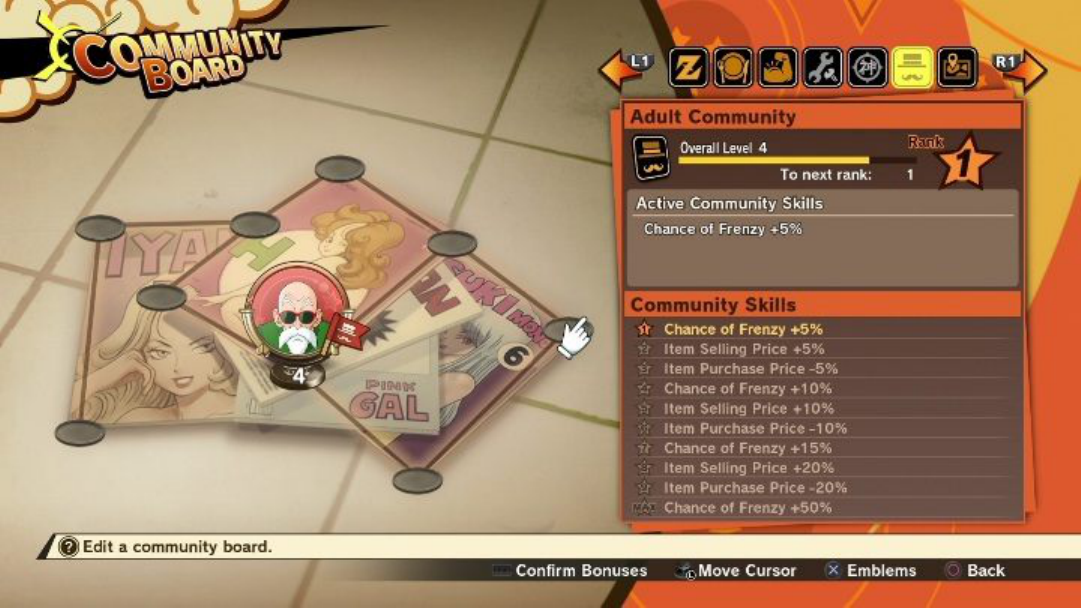 COMMUNITY
BOARD
L1
R1
Adult Community
Overall Level 4
Rank
1
To next rank: 1
Active Community Skills
Chance of Frenzy +5%
Community Skills
1 Chance of Frenzy +5%
Item Selling Price +5%
Item Purchase Price -5%
Chance of Frenzy +10%
Item Selling Price +10%
Item Purchase Price -10%
Chance of Frenzy +15%
Item Selling Price +20%
Item Purchase Price -20%
MAX Chance of Frenzy +50%
H
6
4
PINK
GAL
? Edit a community board.
Confirm Bonuses
L Move Cursor
Emblems
Back